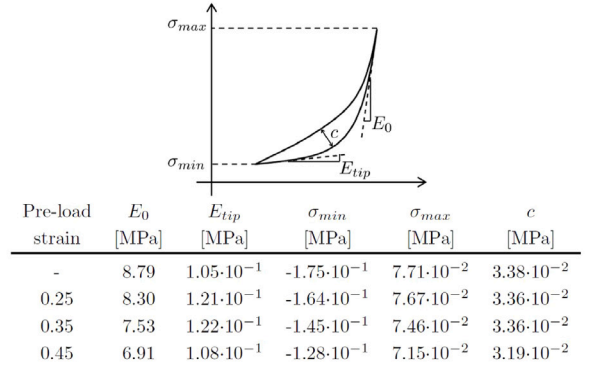 σmax
c
E0
σmin
Etip
Pre-load E0 Etip σmin σmax c
strain [MPa] [MPa] [MPa] [MPa] [MPa]
- 8.79 1.05·10−1 -1.75·10−1 7.71·10−2 3.38·10−2
0.25 8.30 1.21·10−1 -1.64·10−1 7.67·10−2 3.36·10−2
0.35 7.53 1.22·10−1 -1.45·10−1 7.46·10−2 3.36·10−2
0.45 6.91 1.08·10−1 -1.28·10−1 7.15·10−2 3.19·10−2